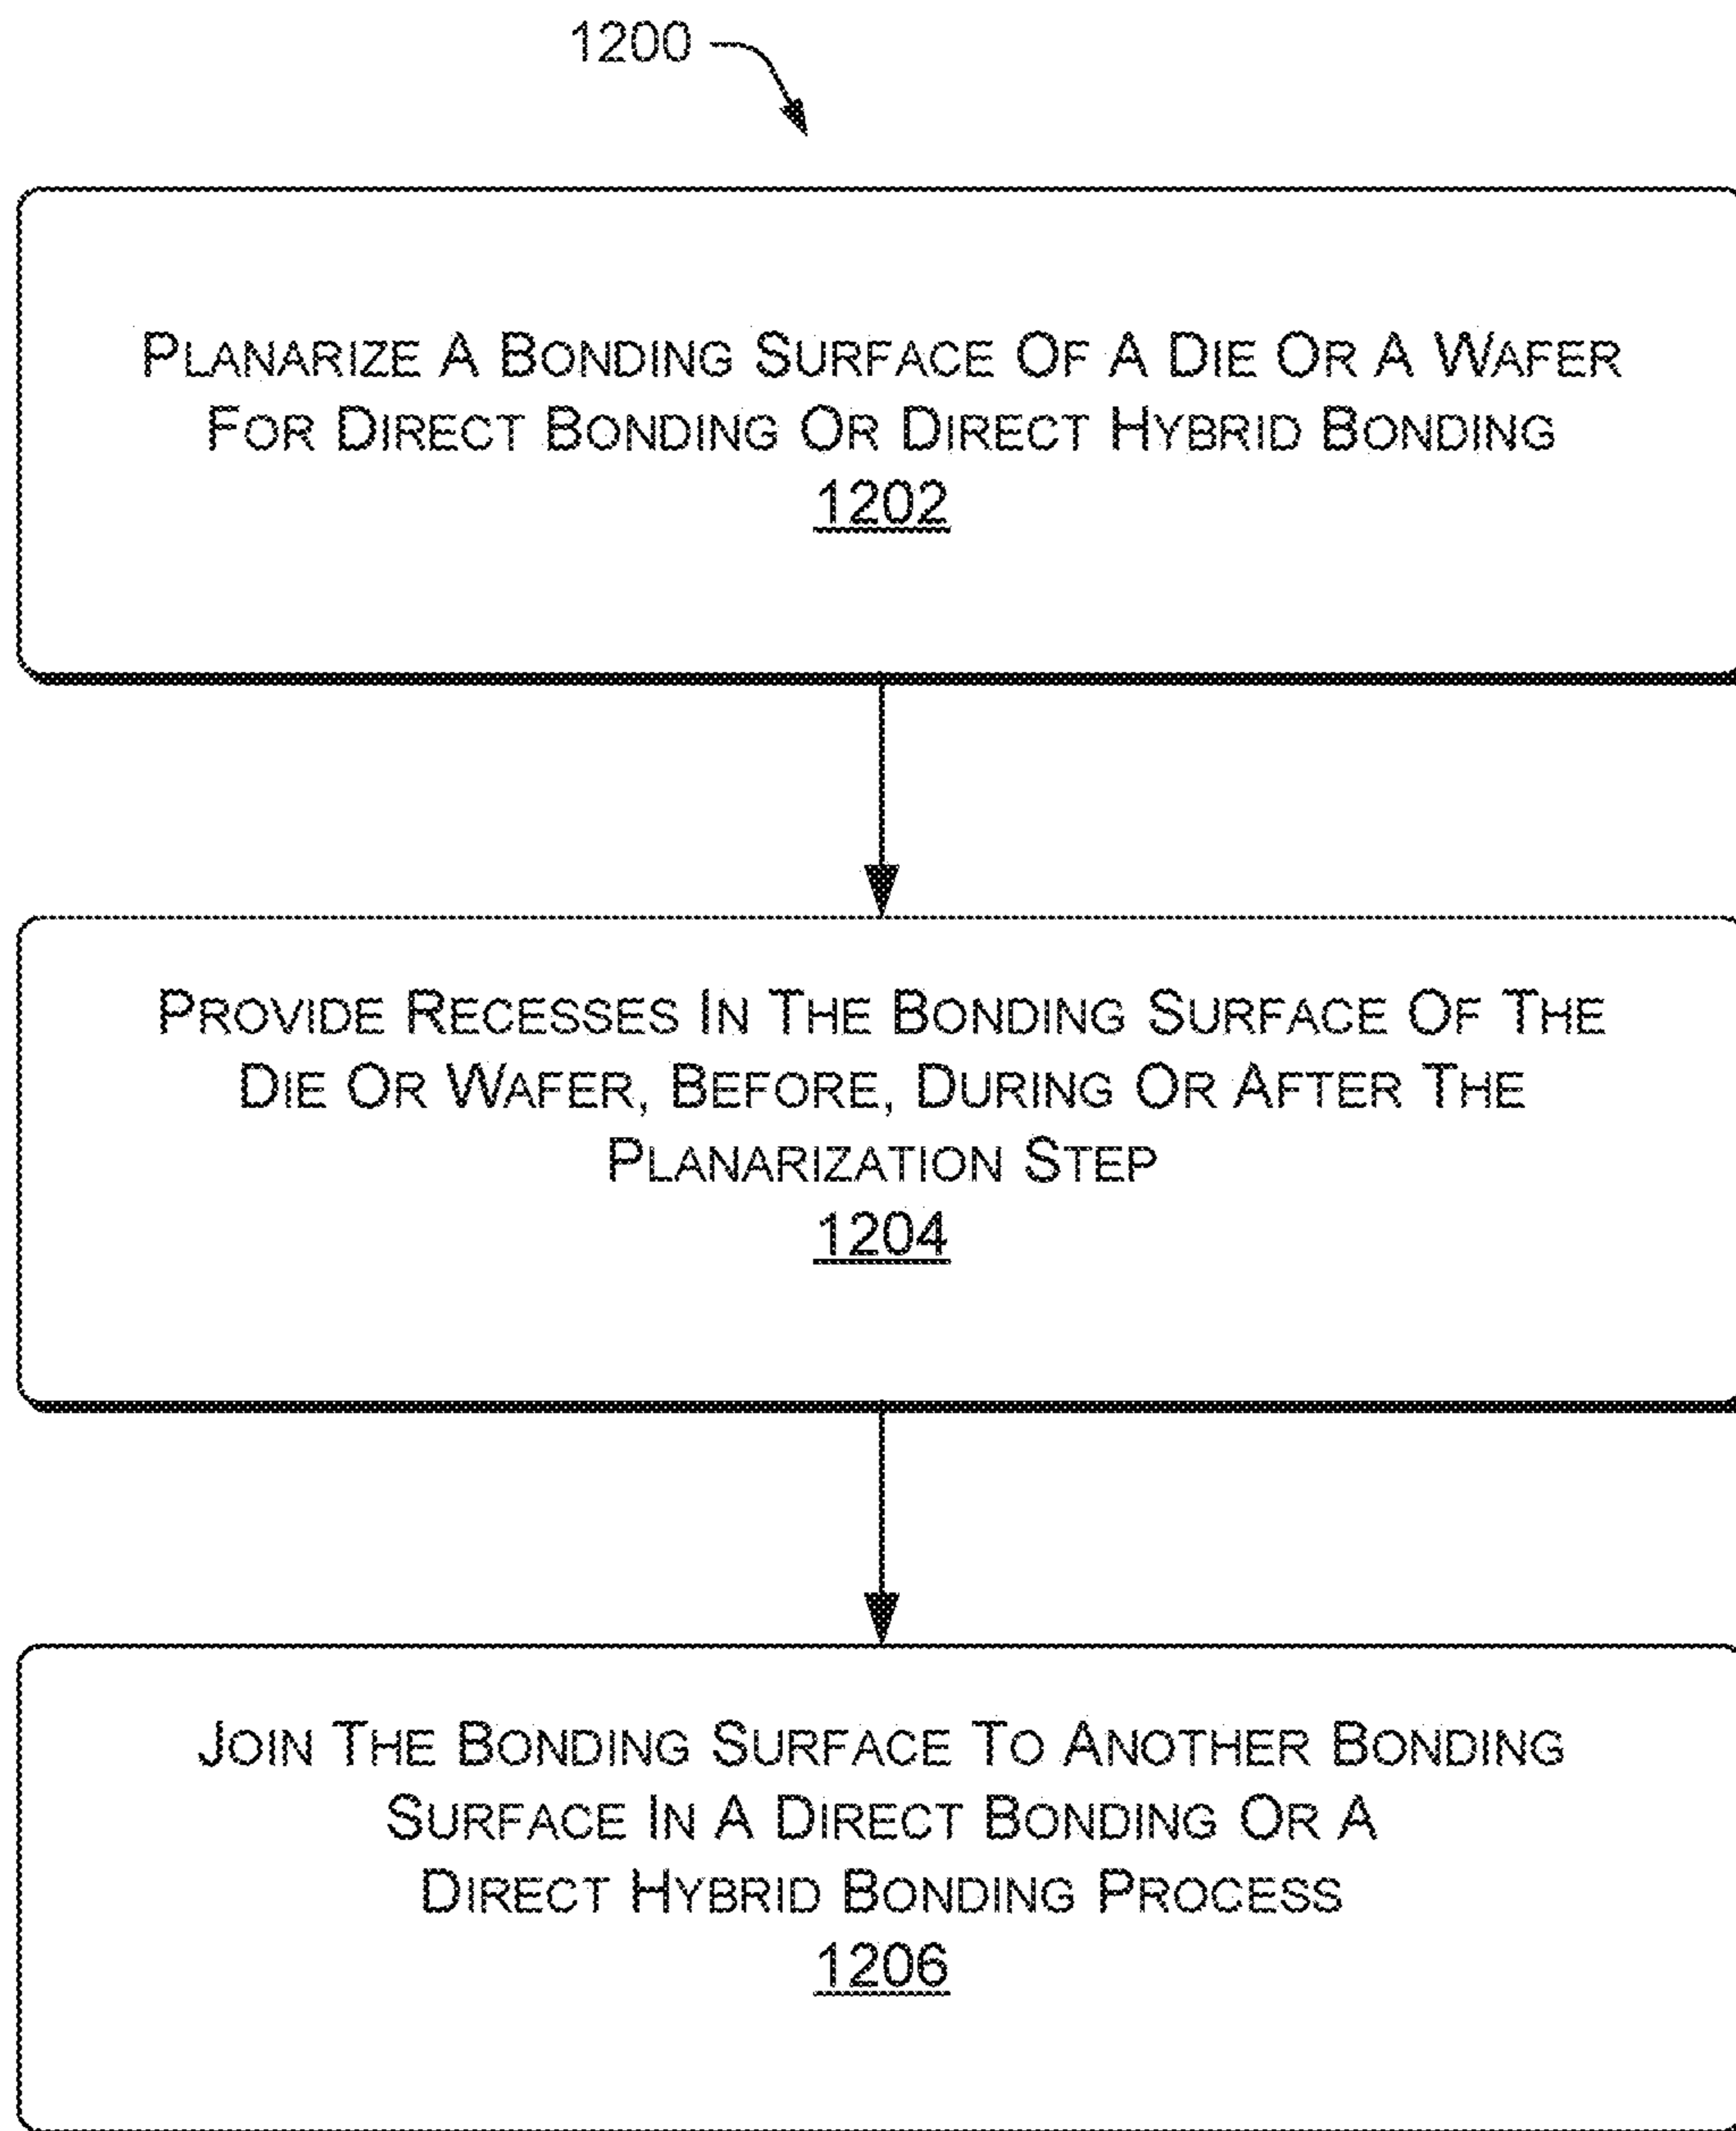 1200
PLANARIZE A BONDING SURFACE OF A DIE OR A WAFER
FOR DIRECT BONDING OR DIRECT HYBRID BONDING
1202
PROVIDE RECESSES IN THE BONDING SURFACE OF THE
DIE OR WAFER, BEFORE, DURING OR AFTER THE
PLANARIZATION STEP
1204
JOIN THE BONDING SURFACE TO ANOTHER BONDING
SURFACE IN A DIRECT BONDING OR A
DIRECT HYBRID BONDING PROCESS
1206